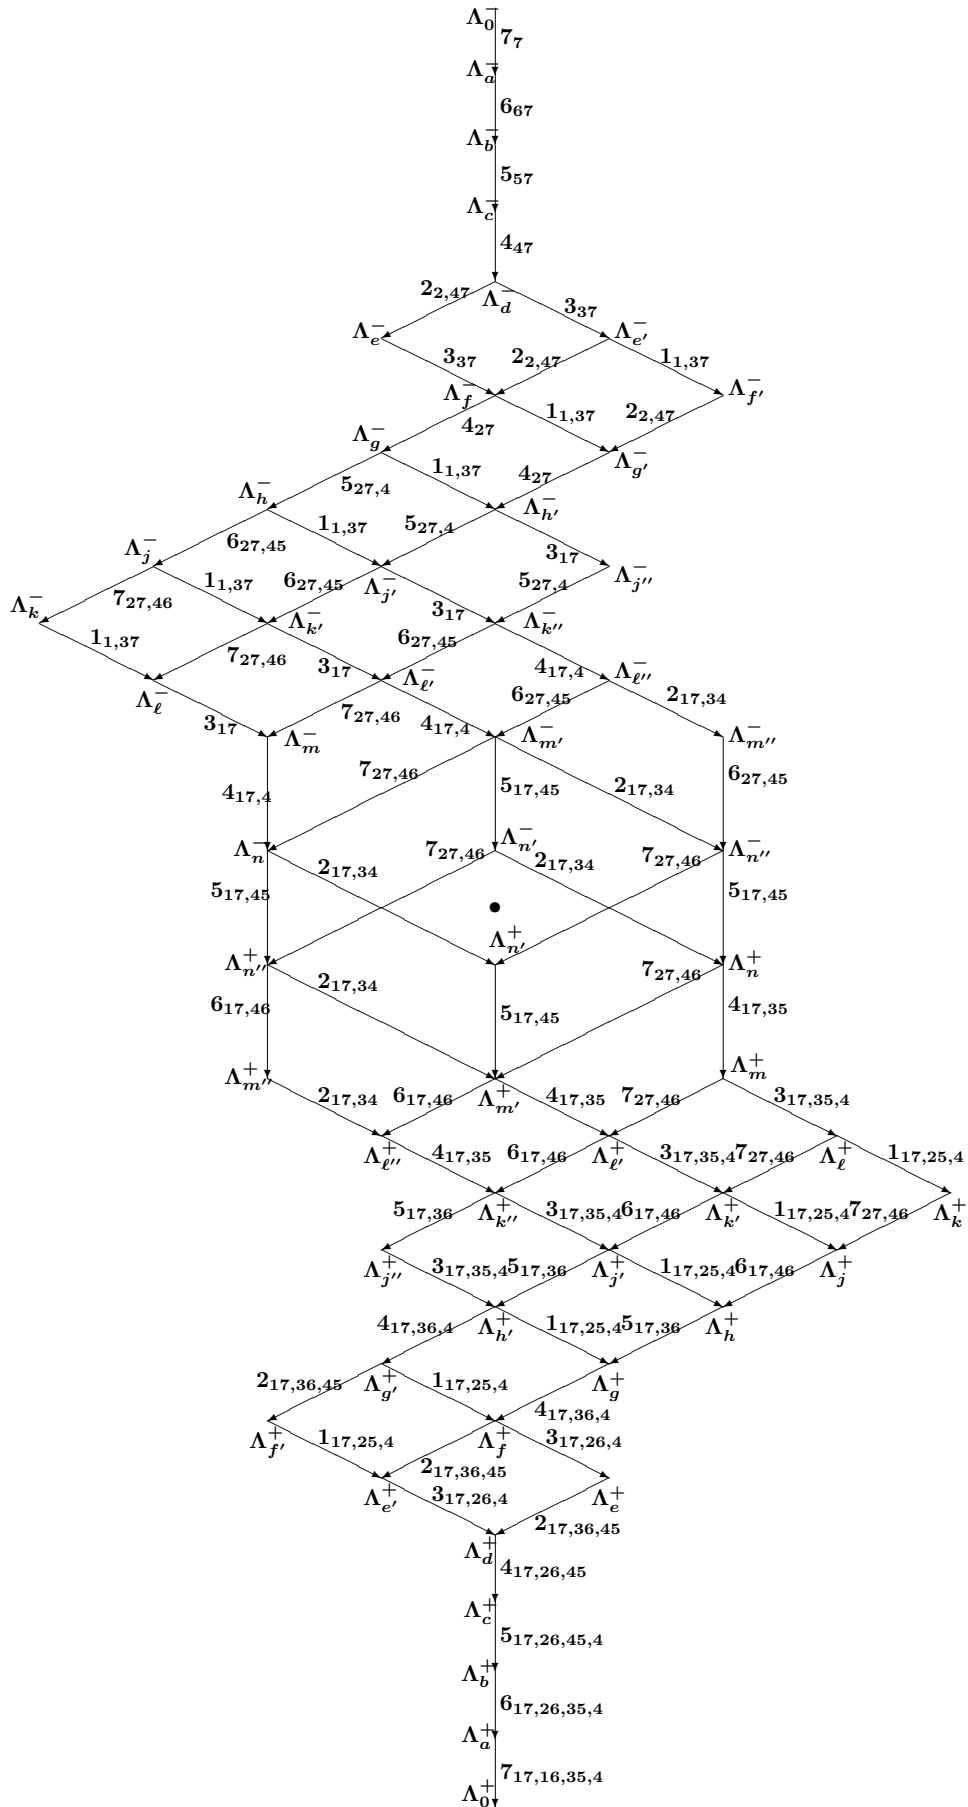 Λ₀⁻
7₇
Λₐ⁻
6₆₇
Λ_b⁻
5₅₇
Λ_c⁻
4₄₇
2₂,₄₇ Λ_d⁻ 3₃₇
Λ_e⁻ Λ_e′⁻
3₃₇ 2₂,₄₇ 1₁,₃₇
Λ_f⁻ Λ_f′⁻
4₂₇ 1₁,₃₇ 2₂,₄₇
Λ_g⁻ Λ_g′⁻
5₂₇,₄ 1₁,₃₇ 4₂₇
Λ_h⁻ Λ_h′⁻
6₂₇,₄₅ 1₁,₃₇ 5₂₇,₄ 3₁₇
Λ_j⁻ Λ_j′⁻ Λ_j″⁻
7₂₇,₄₆ 1₁,₃₇ 6₂₇,₄₅ 3₁₇ 5₂₇,₄
Λ_k⁻ Λ_k′⁻ Λ_k″⁻
1₁,₃₇ 7₂₇,₄₆ 3₁₇ 6₂₇,₄₅ 4₁₇,₄
Λ_ℓ⁻ Λ_ℓ′⁻ Λ_ℓ″⁻
3₁₇ 7₂₇,₄₆ 4₁₇,₄ 6₂₇,₄₅ 2₁₇,₃₄
Λ_m⁻ Λ_m′⁻ Λ_m″⁻
4₁₇,₄ 7₂₇,₄₆ 5₁₇,₄₅ 2₁₇,₃₄ 6₂₇,₄₅
Λ_n⁻ Λ_n′⁻ Λ_n″⁻
5₁₇,₄₅ 2₁₇,₃₄ 7₂₇,₄₆ 2₁₇,₃₄ 7₂₇,₄₆ 5₁₇,₄₅
Λ_n″⁺ Λ_n′⁺ Λ_n⁺
6₁₇,₄₆ 2₁₇,₃₄ 5₁₇,₄₅ 7₂₇,₄₆ 4₁₇,₃₅
Λ_m″⁺ Λ_m′⁺ Λ_m⁺
2₁₇,₃₄ 6₁₇,₄₆ 4₁₇,₃₅ 7₂₇,₄₆ 3₁₇,₃₅,₄
Λ_ℓ″⁺ Λ_ℓ′⁺ Λ_ℓ⁺
4₁₇,₃₅ 6₁₇,₄₆ 3₁₇,₃₅,₄ 7₂₇,₄₆ 1₁₇,₂₅,₄
Λ_k″⁺ Λ_k′⁺ Λ_k⁺
5₁₇,₃₆ 3₁₇,₃₅,₄ 6₁₇,₄₆ 1₁₇,₂₅,₄ 7₂₇,₄₆
Λ_j″⁺ Λ_j′⁺ Λ_j⁺
3₁₇,₃₅,₄ 5₁₇,₃₆ 1₁₇,₂₅,₄ 6₁₇,₄₆
Λ_h′⁺ Λ_h⁺
4₁₇,₃₆,₄ 1₁₇,₂₅,₄ 5₁₇,₃₆
Λ_g′⁺ Λ_g⁺
2₁₇,₃₆,₄₅ 1₁₇,₂₅,₄ 4₁₇,₃₆,₄
Λ_f′⁺ Λ_f⁺
1₁₇,₂₅,₄ 2₁₇,₃₆,₄₅ 3₁₇,₂₆,₄
Λ_e′⁺ Λ_e⁺
3₁₇,₂₆,₄ 2₁₇,₃₆,₄₅
Λ_d⁺
4₁₇,₂₆,₄₅
Λ_c⁺
5₁₇,₂₆,₄₅,₄
Λ_b⁺
6₁₇,₂₆,₃₅,₄
Λₐ⁺
7₁₇,₁₆,₃₅,₄
Λ₀⁺